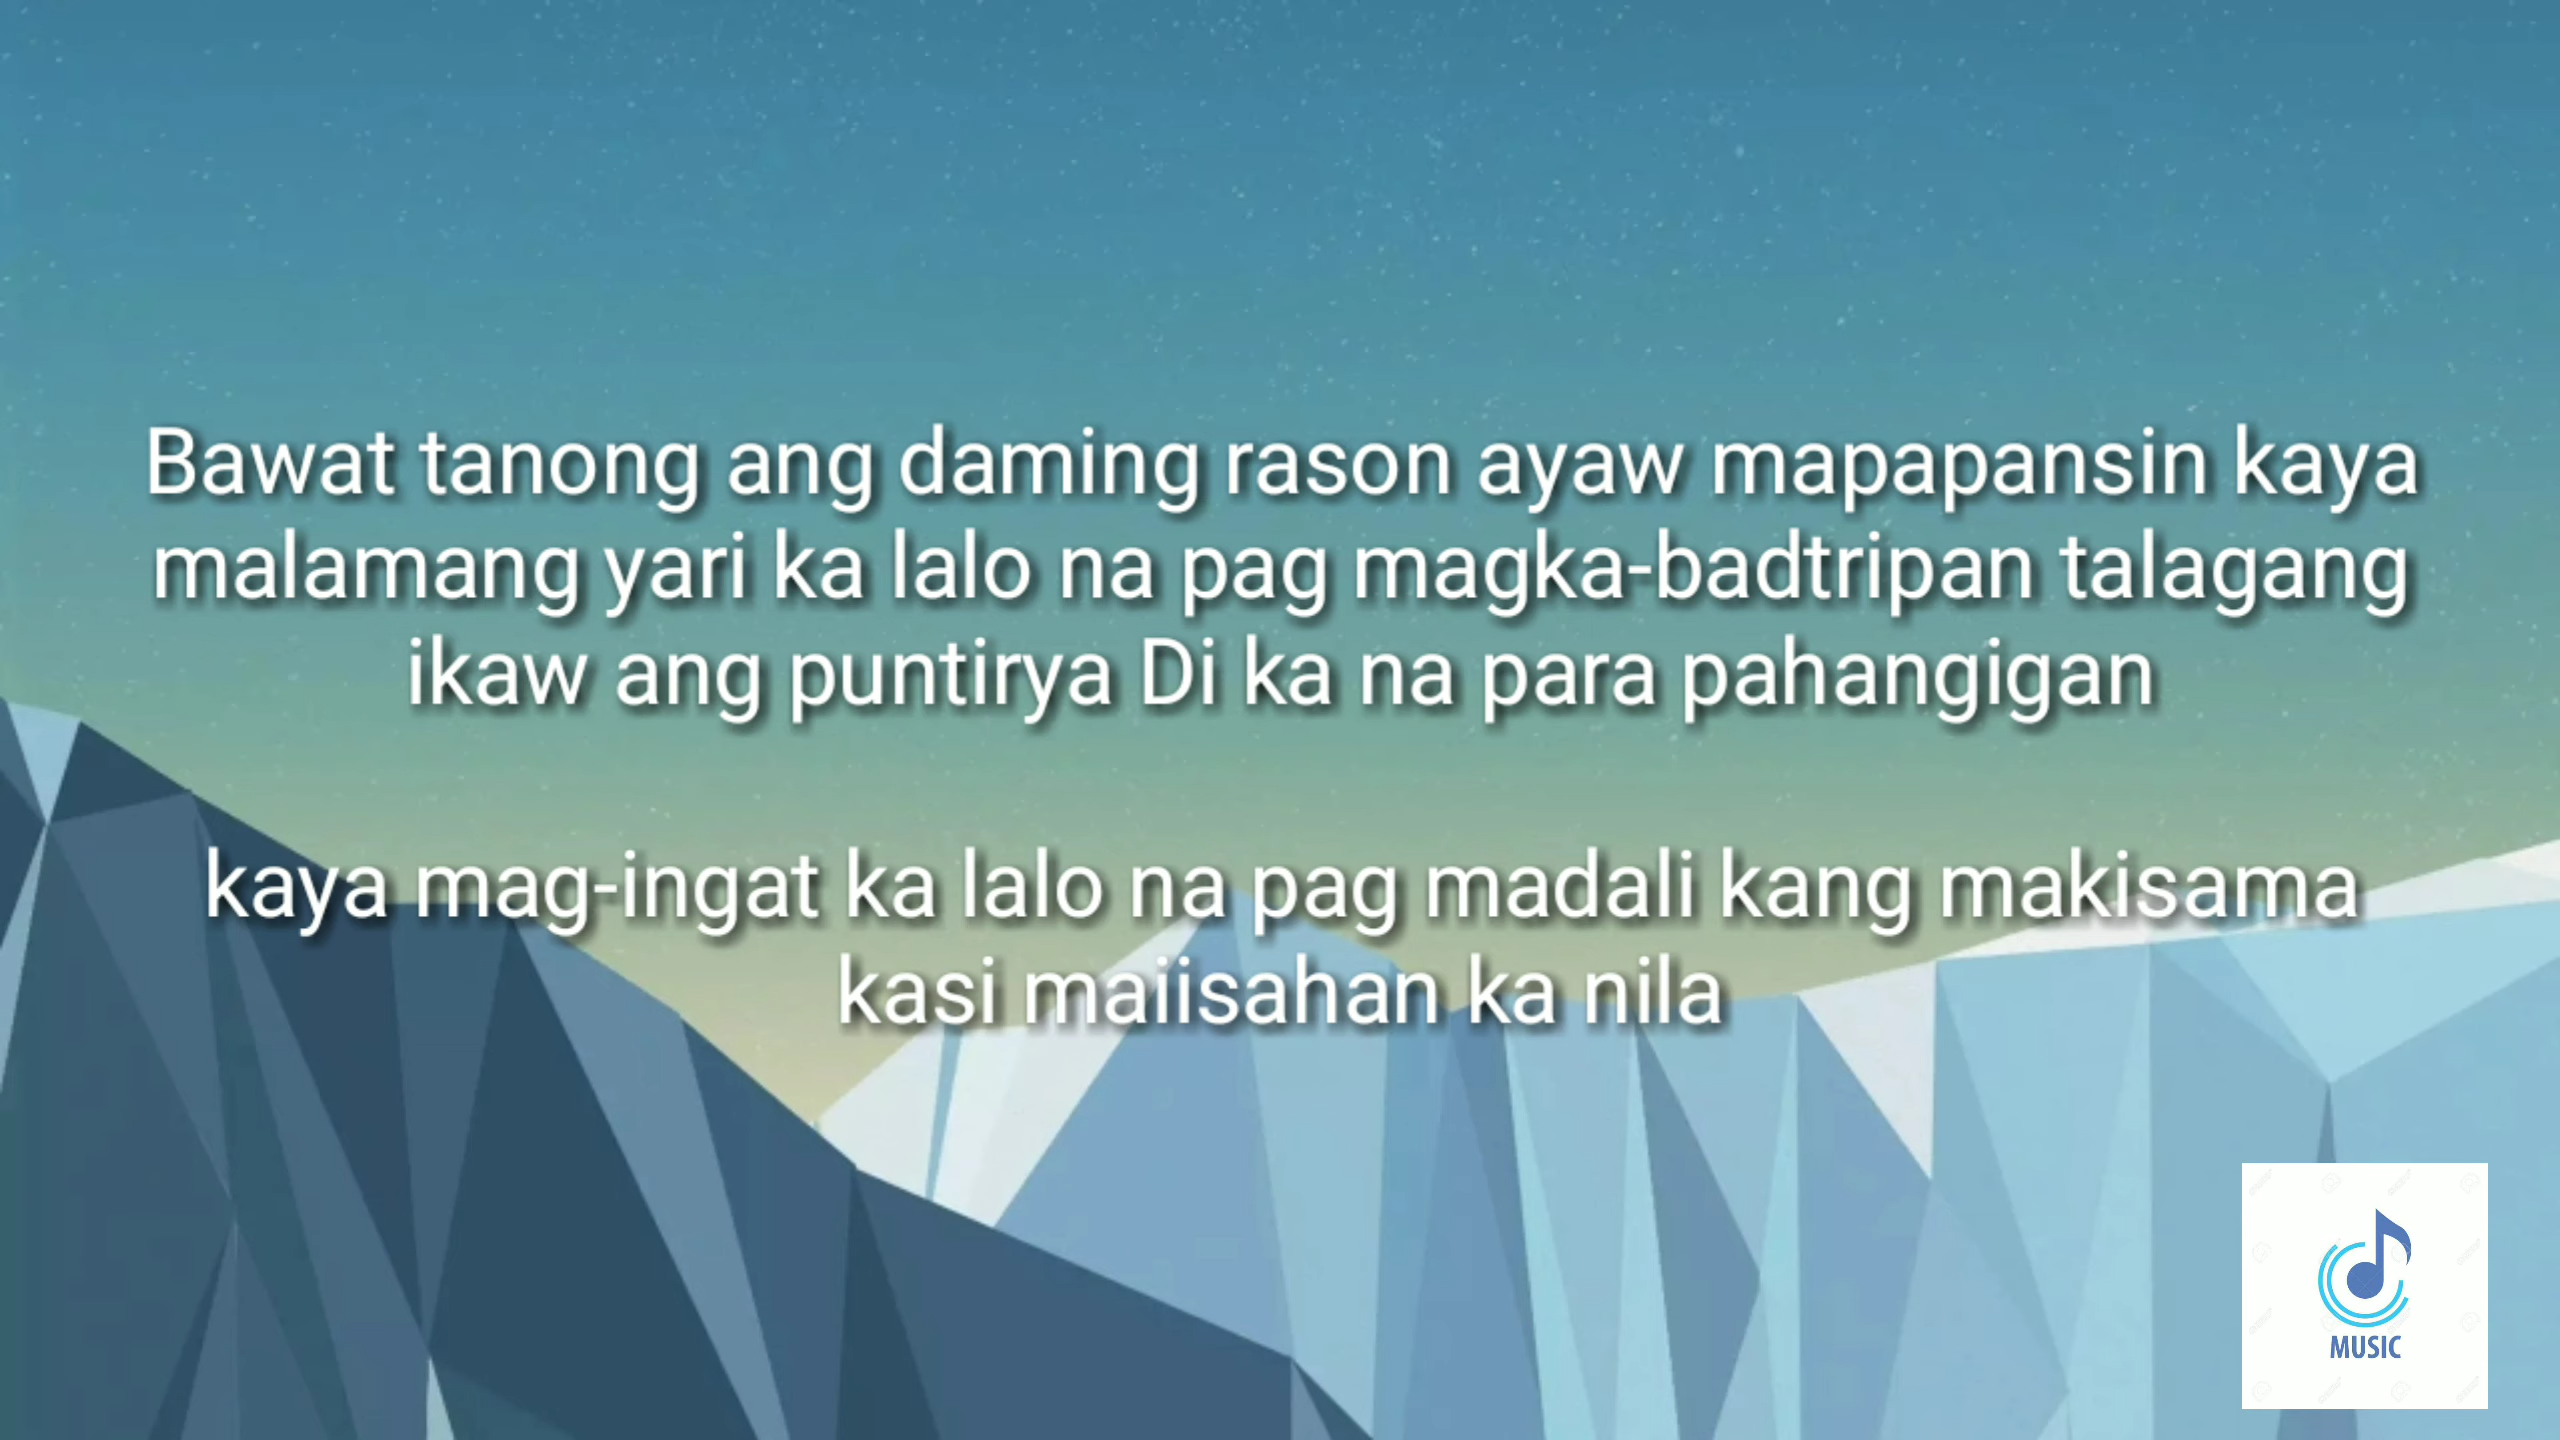 Bawat tanong ang daming rason ayaw mapapansin kaya
malamang yari ka lalo na pag magka-badtripan talagang
ikaw ang puntirya Di ka na para pahangigan
kaya mag-ingat ka lalo na pag madali kang makisama
kasi maiisahan ka nila
MUSIC